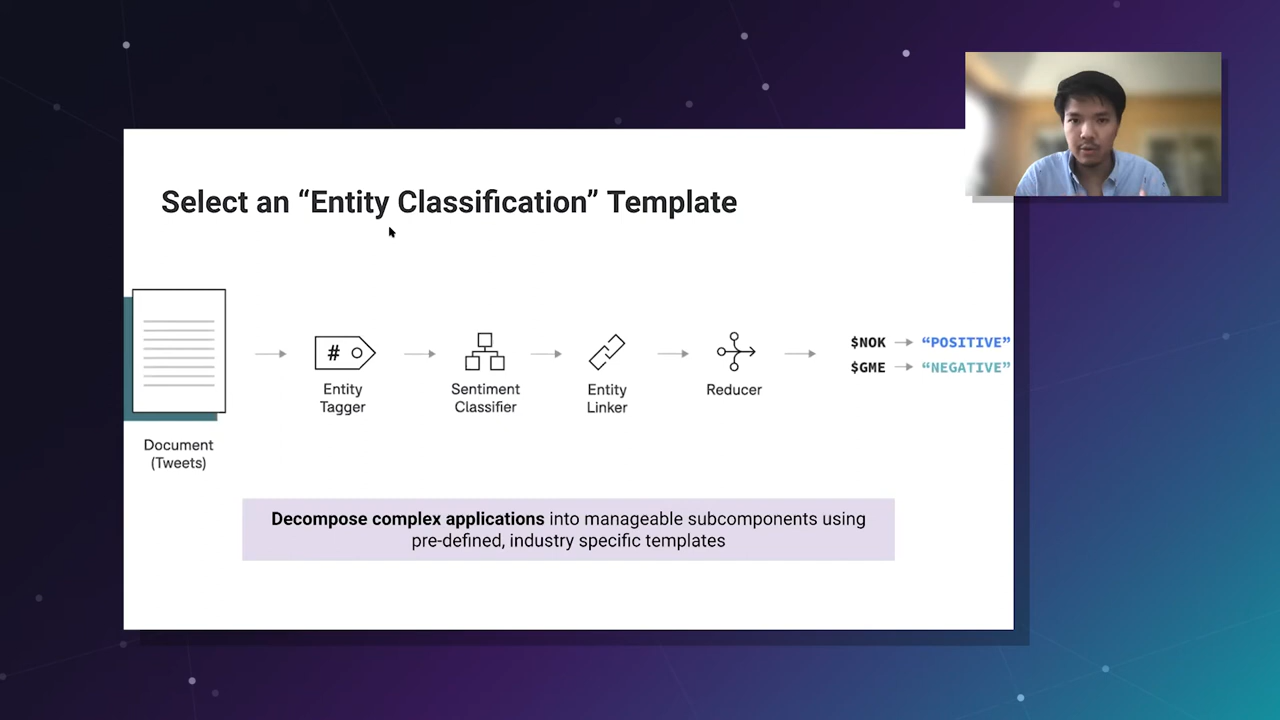 Select an “Entity Classification” Template
#
Entity
Tagger
Sentiment
Classifier
Entity
Linker
Reducer
$NOK → “POSITIVE”
$GME → “NEGATIVE”
Document
(Tweets)
Decompose complex applications into manageable subcomponents using
pre-defined, industry specific templates